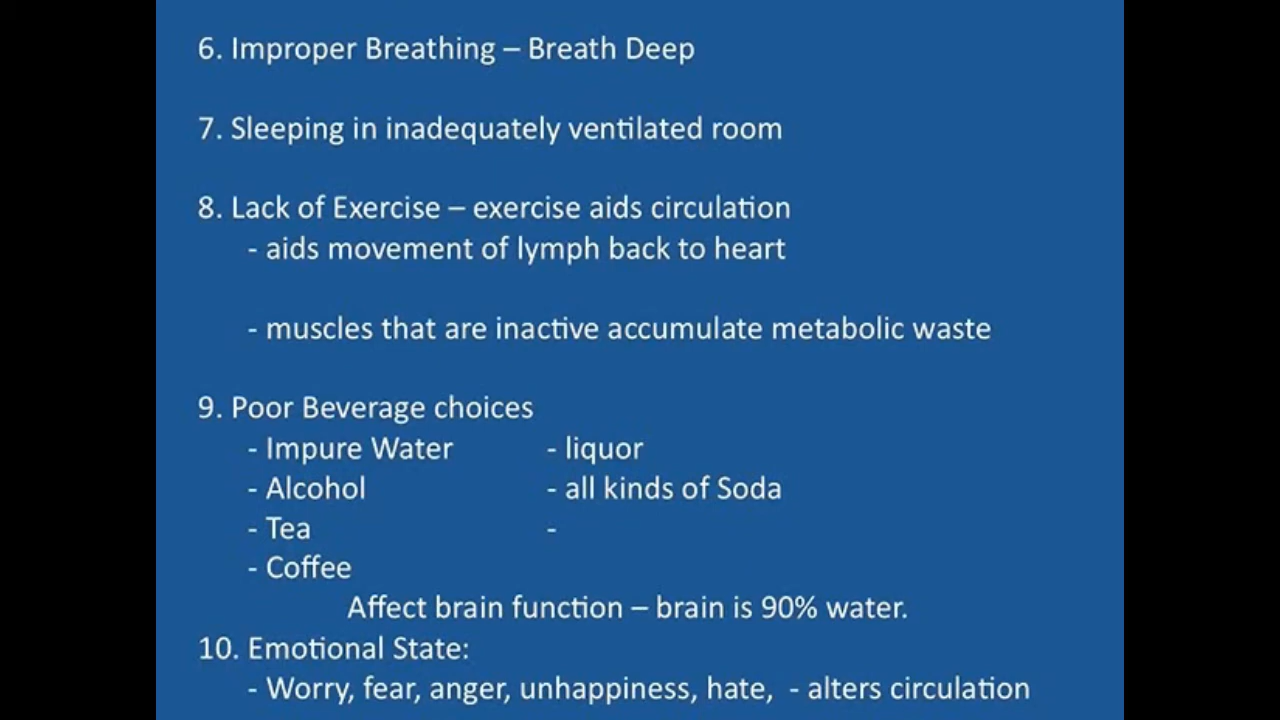 6. Improper Breathing – Breath Deep
7. Sleeping in inadequately ventilated room
8. Lack of Exercise – exercise aids circulation
- aids movement of lymph back to heart
- muscles that are inactive accumulate metabolic waste
9. Poor Beverage choices
- Impure Water - liquor
- Alcohol - all kinds of Soda
- Tea -
- Coffee
Affect brain function – brain is 90% water.
10. Emotional State:
- Worry, fear, anger, unhappiness, hate, - alters circulation